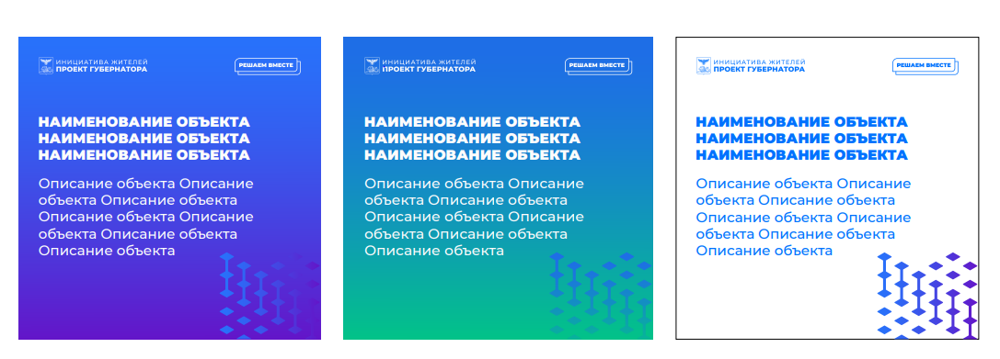 ИНИЦИАТИВА ЖИТЕЛЕЙ
ПРОЕКТ ГУБЕРНАТОРА
РЕШАЕМ ВМЕСТЕ
НАИМЕНОВАНИЕ ОБЪЕКТА
НАИМЕНОВАНИЕ ОБЪЕКТА
НАИМЕНОВАНИЕ ОБЪЕКТА
Описание объекта Описание
объекта Описание объекта
Описание объекта Описание
объекта Описание объекта
Описание объекта
ИНИЦИАТИВА ЖИТЕЛЕЙ
ПРОЕКТ ГУБЕРНАТОРА
РЕШАЕМ ВМЕСТЕ
НАИМЕНОВАНИЕ ОБЪЕКТА
НАИМЕНОВАНИЕ ОБЪЕКТА
НАИМЕНОВАНИЕ ОБЪЕКТА
Описание объекта Описание
объекта Описание объекта
Описание объекта Описание
объекта Описание объекта
Описание объекта
ИНИЦИАТИВА ЖИТЕЛЕЙ
ПРОЕКТ ГУБЕРНАТОРА
РЕШАЕМ ВМЕСТЕ
НАИМЕНОВАНИЕ ОБЪЕКТА
НАИМЕНОВАНИЕ ОБЪЕКТА
НАИМЕНОВАНИЕ ОБЪЕКТА
Описание объекта Описание
объекта Описание объекта
Описание объекта Описание
объекта Описание объекта
Описание объекта